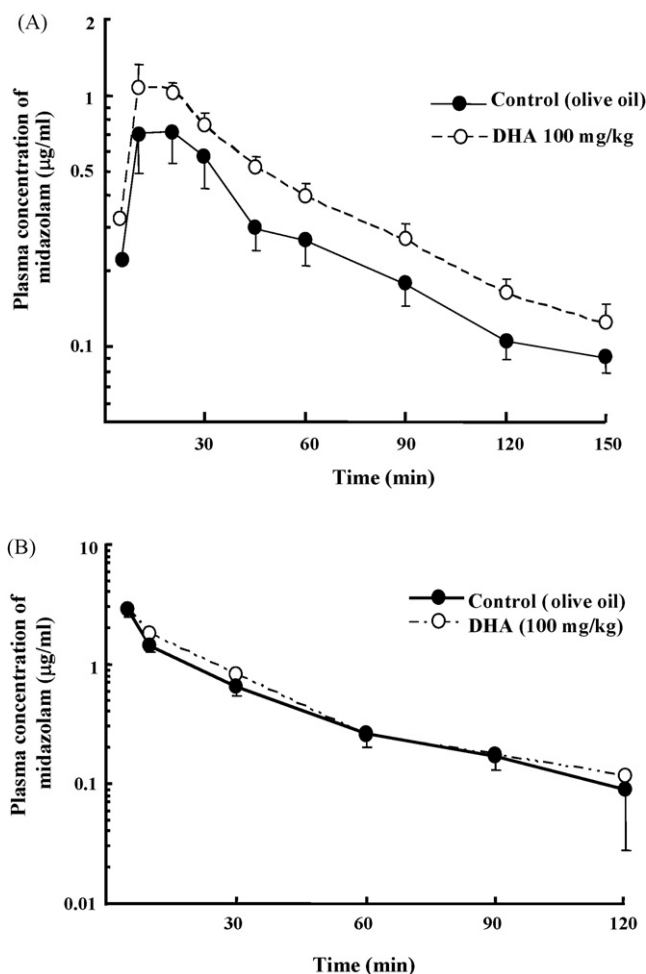 (A)
2
1
0.5
0.1
Plasma concentration of
midazolam (µg/ml)
Control (olive oil)
DHA 100 mg/kg
30 60 90 120 150
Time (min)
(B)
10
1
0.1
0.01
Plasma concentration of
midazolam (µg/ml)
Control (olive oil)
DHA (100 mg/kg)
30 60 90 120
Time (min)